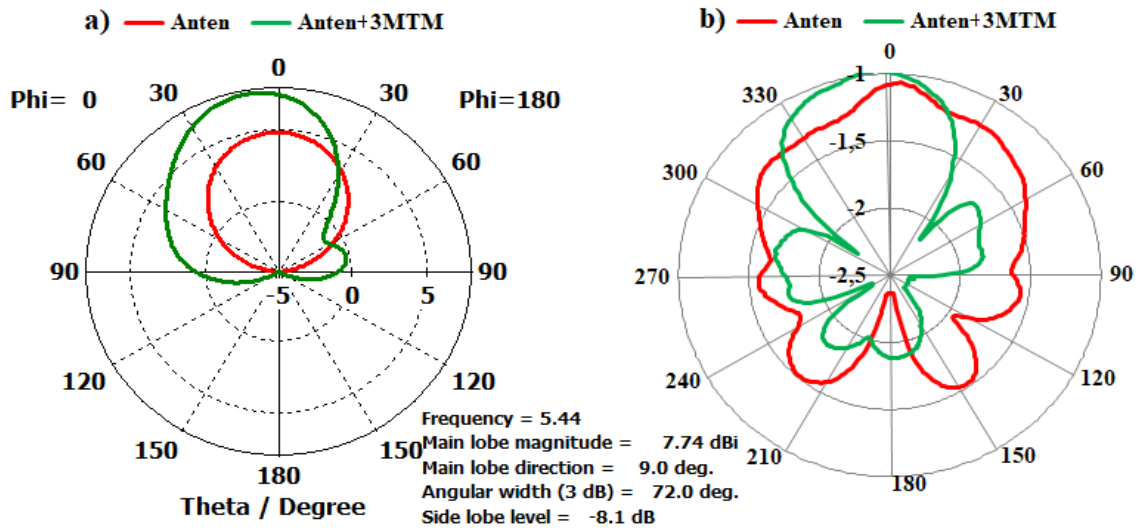 a) Anten Anten+3MTM
0
Phi= 0 30 30 Phi=180
60 60
90 -5 0 5 90
120 120
150 150
180
Theta / Degree
Frequency = 5.44
Main lobe magnitude = 7.74 dBi
Main lobe direction = 9.0 deg.
Angular width (3 dB) = 72.0 deg.
Side lobe level = -8.1 dB
b) Anten Anten+3MTM
0
-1
330 30
-1,5
300 60
-2
270 -2,5 90
240 120
210 150
180